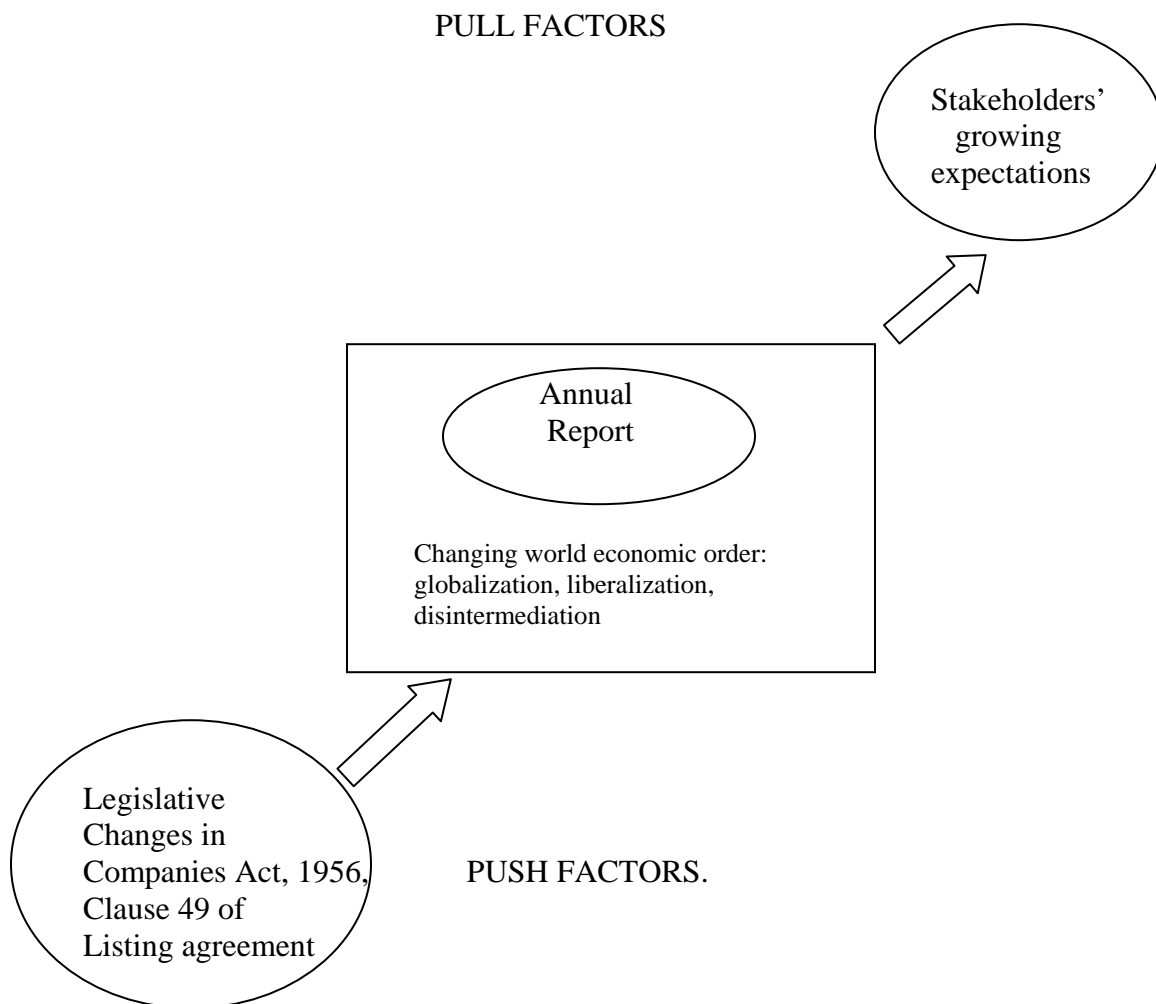 PULL FACTORS
Stakeholders’
growing
expectations
Annual
Report
Changing world economic order:
globalization, liberalization,
disintermediation
Legislative
Changes in
Companies Act, 1956,
Clause 49 of
Listing agreement
PUSH FACTORS.